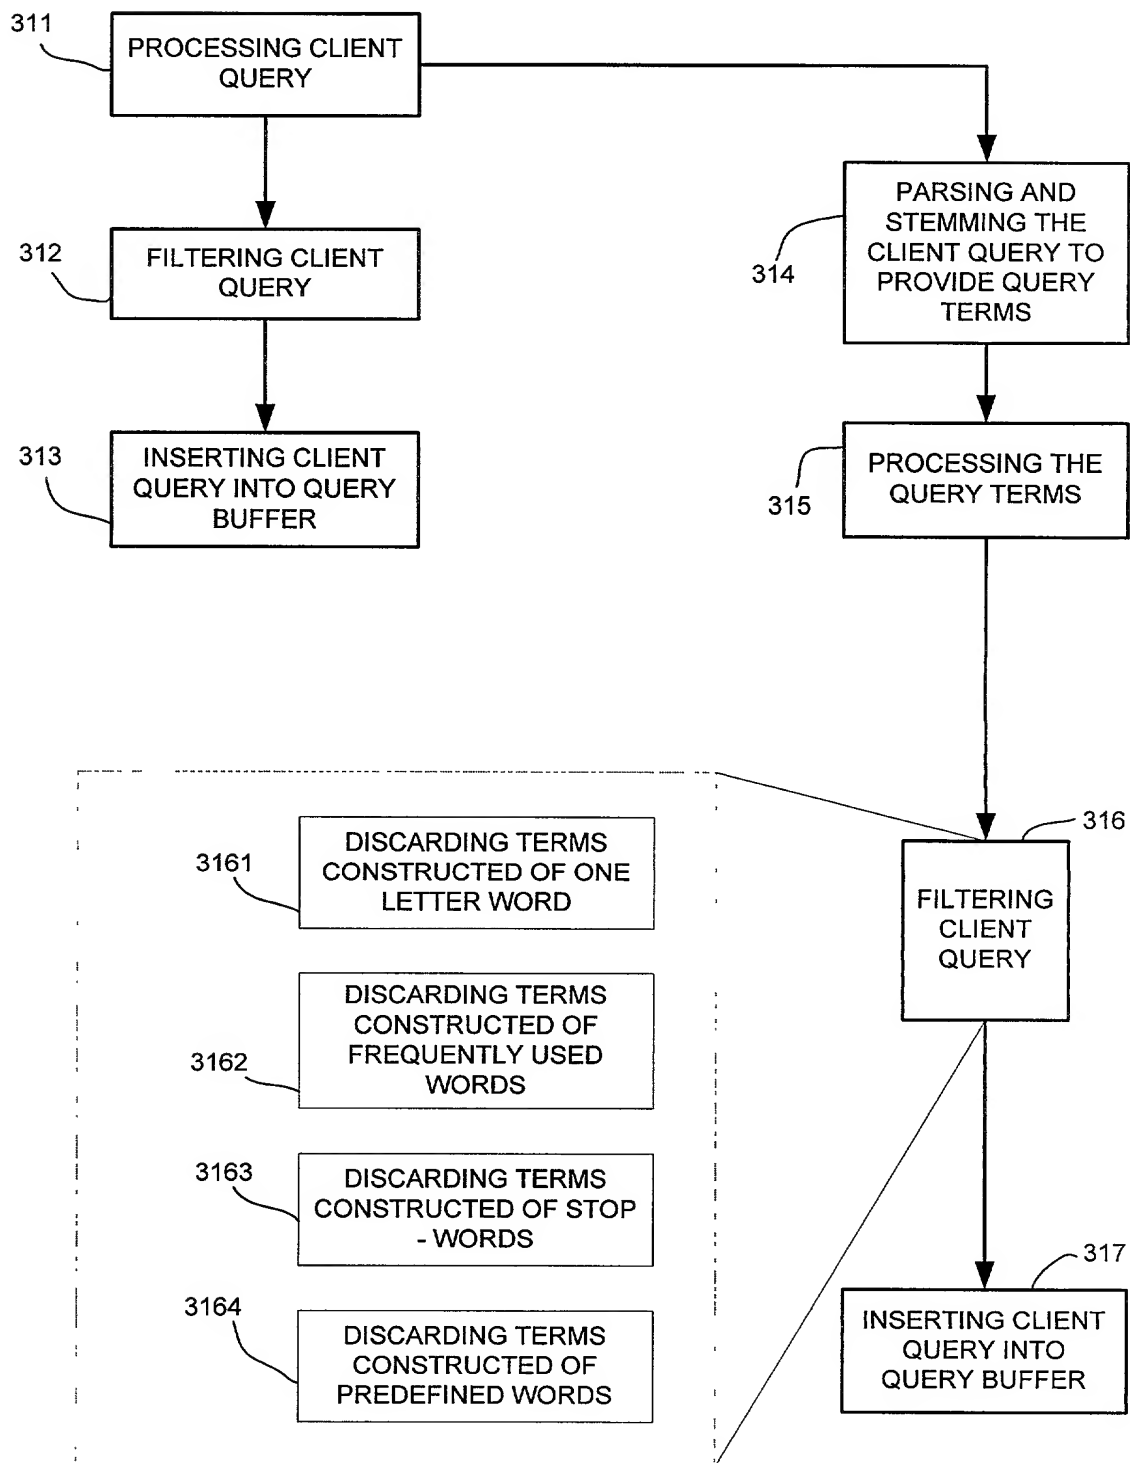 311
PROCESSING CLIENT
QUERY
312
FILTERING CLIENT
QUERY
313
INSERTING CLIENT
QUERY INTO QUERY
BUFFER
314
PARSING AND
STEMMING THE
CLIENT QUERY TO
PROVIDE QUERY
TERMS
315
PROCESSING THE
QUERY TERMS
316
FILTERING
CLIENT
QUERY
3161
DISCARDING TERMS
CONSTRUCTED OF ONE
LETTER WORD
3162
DISCARDING TERMS
CONSTRUCTED OF
FREQUENTLY USED
WORDS
3163
DISCARDING TERMS
CONSTRUCTED OF STOP
- WORDS
3164
DISCARDING TERMS
CONSTRUCTED OF
PREDEFINED WORDS
317
INSERTING CLIENT
QUERY INTO
QUERY BUFFER